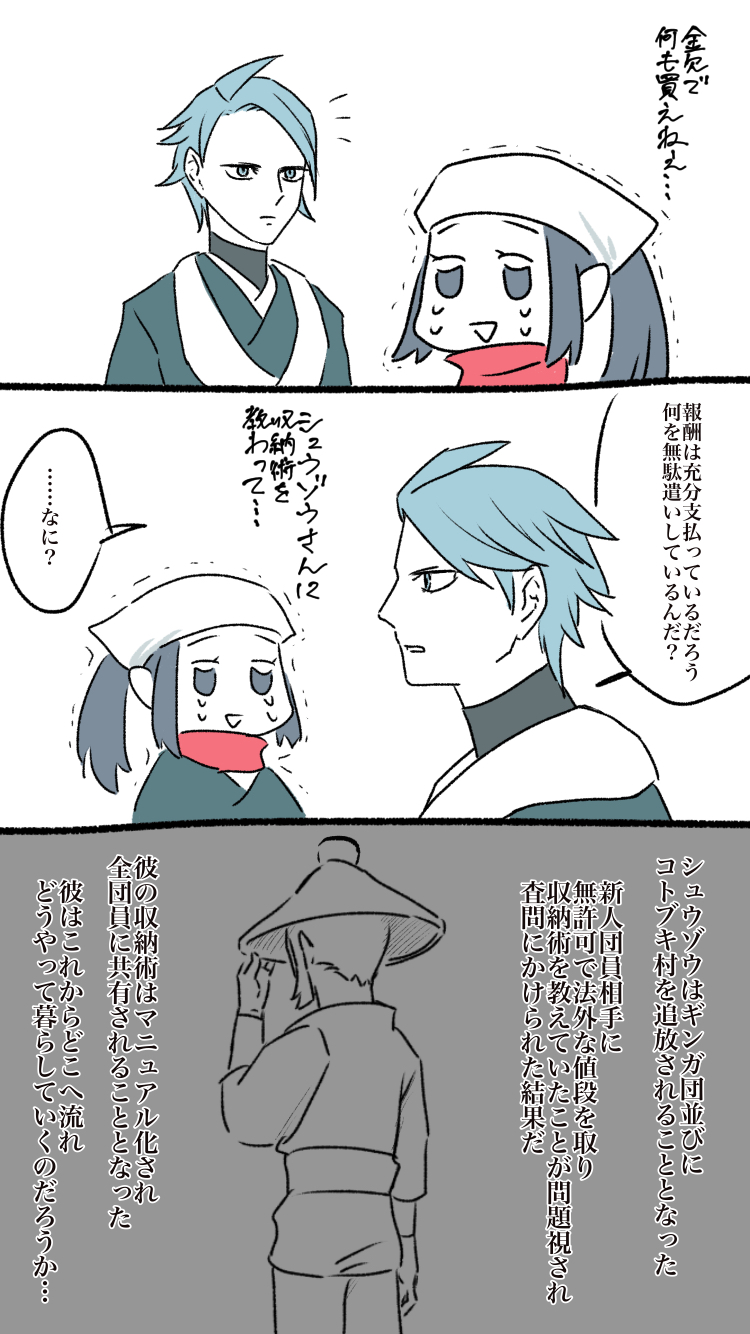 金欠で
何も買えねぇ…
報酬は充分支払っているだろう
何を無駄遣いしているんだ？
シュウゾウさんに
収納術を
教わって…
……なに？
シュウゾウはギンガ団並びに
コトブキ村を追放されることとなった
新人団員相手に
無許可で法外な値段を取り
収納術を教えていたことが問題視され
査問にかけられた結果だ
彼の収納術はマニュアル化され
全団員に共有されることとなった
彼はこれからどこへ流れ
どうやって暮らしていくのだろうか…